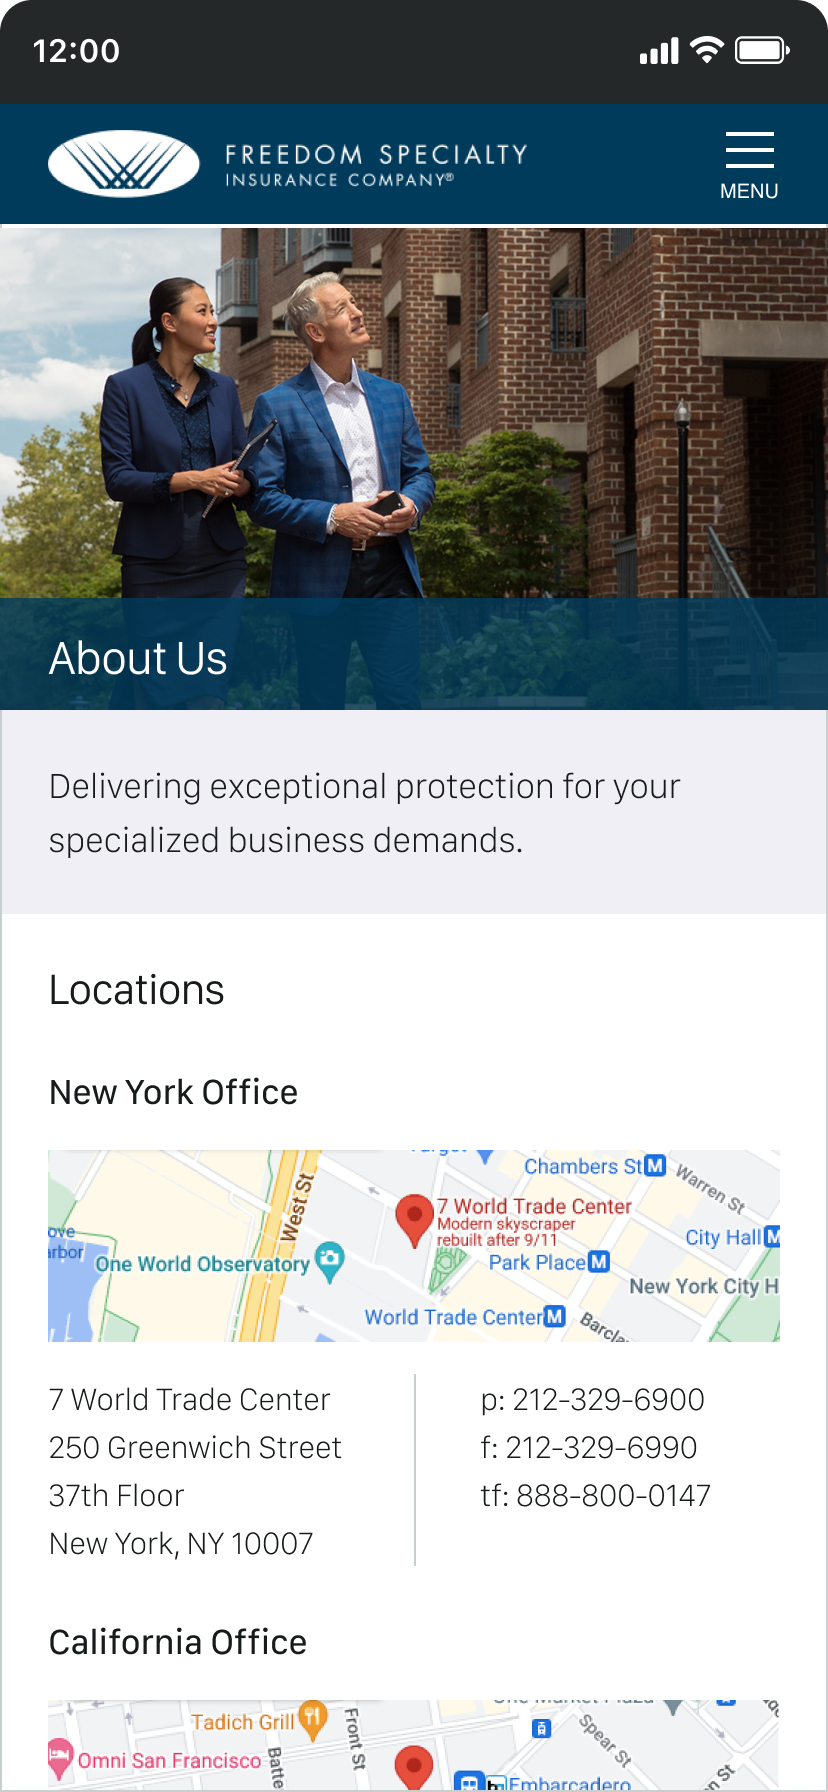 12:00
FREEDOM SPECIALTY
INSURANCE COMPANY®
MENU
About Us
Delivering exceptional protection for your
specialized business demands.
Locations
New York Office
Chambers St M
Warren St
West St
7 World Trade Center
Modern skyscraper
rebuilt after 9/11
City Hall M
One World Observatory
Park Place M
New York City H
World Trade Center M
7 World Trade Center
250 Greenwich Street
37th Floor
New York, NY 10007
p: 212-329-6900
f: 212-329-6990
tf: 888-800-0147
California Office
Tadich Grill
Front St
Spear St
Omni San Francisco
Embarcadero